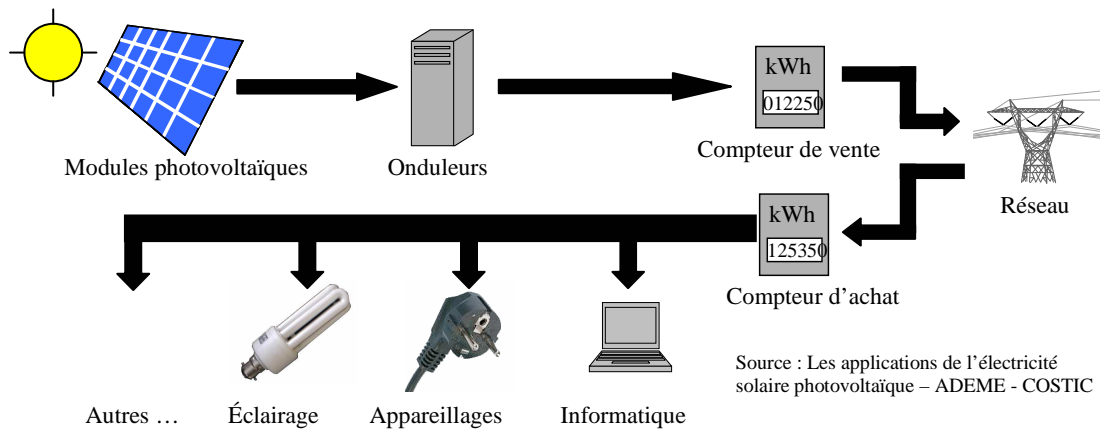 kWh
012250
Modules photovoltaïques
Onduleurs
Compteur de vente
Réseau
kWh
125350
Compteur d’achat
Source : Les applications de l’électricité
solaire photovoltaïque – ADEME - COSTIC
Autres …
Éclairage
Appareillages
Informatique